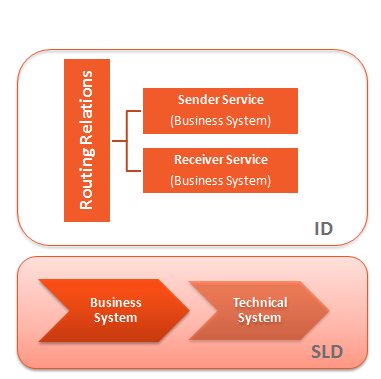 Routing Relations
Sender Service
(Business System)
Receiver Service
(Business System)
ID
Business
System
Technical
System
SLD